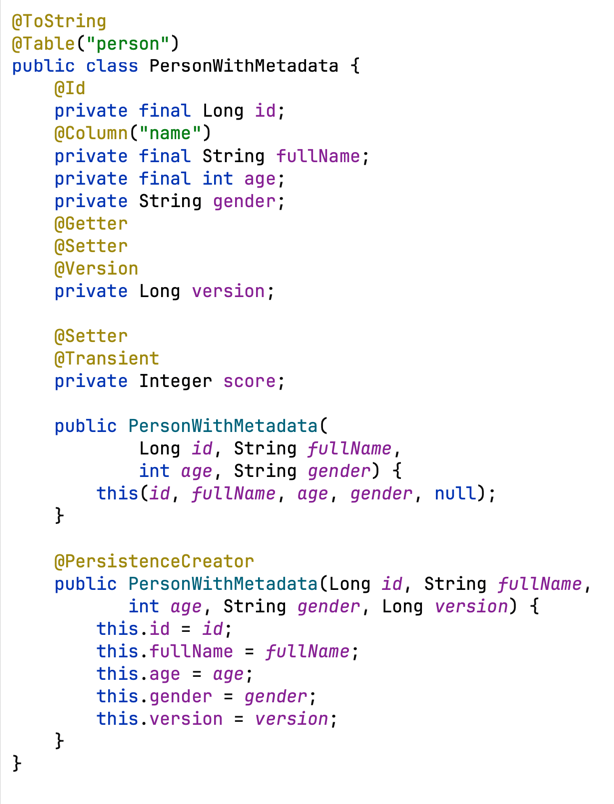 @ToString
@Table("person")
public class PersonWithMetadata {
    @Id
    private final Long id;
    @Column("name")
    private final String fullName;
    private final int age;
    private String gender;
    @Getter
    @Setter
    @Version
    private Long version;

    @Setter
    @Transient
    private Integer score;

    public PersonWithMetadata(
            Long id, String fullName,
            int age, String gender) {
        this(id, fullName, age, gender, null);
    }

    @PersistenceCreator
    public PersonWithMetadata(Long id, String fullName,
           int age, String gender, Long version) {
        this.id = id;
        this.fullName = fullName;
        this.age = age;
        this.gender = gender;
        this.version = version;
    }
}